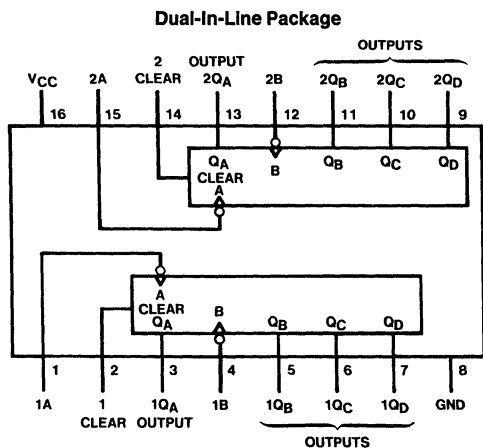 Dual-In-Line Package
OUTPUTS
2 OUTPUT
VCC 2A CLEAR 2QA 2B 2QB 2QC 2QD
16 15 14 13 12 11 10 9
QA B QB QC QD
CLEAR
A
A
CLEAR
QA B QB QC QD
1 2 3 4 5 6 7 8
1A 1 1QA 1B 1QB 1QC 1QD GND
CLEAR OUTPUT
OUTPUTS